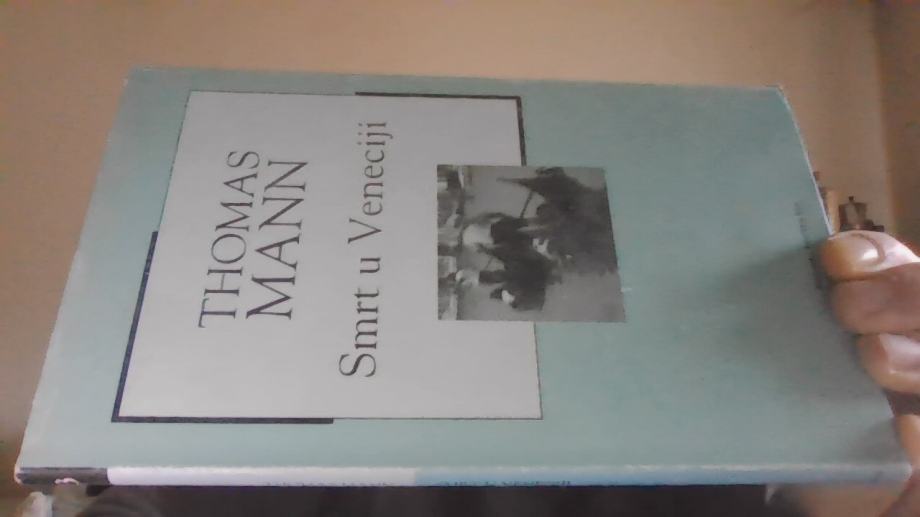 THOMAS
MANN
Smrt u Veneciji